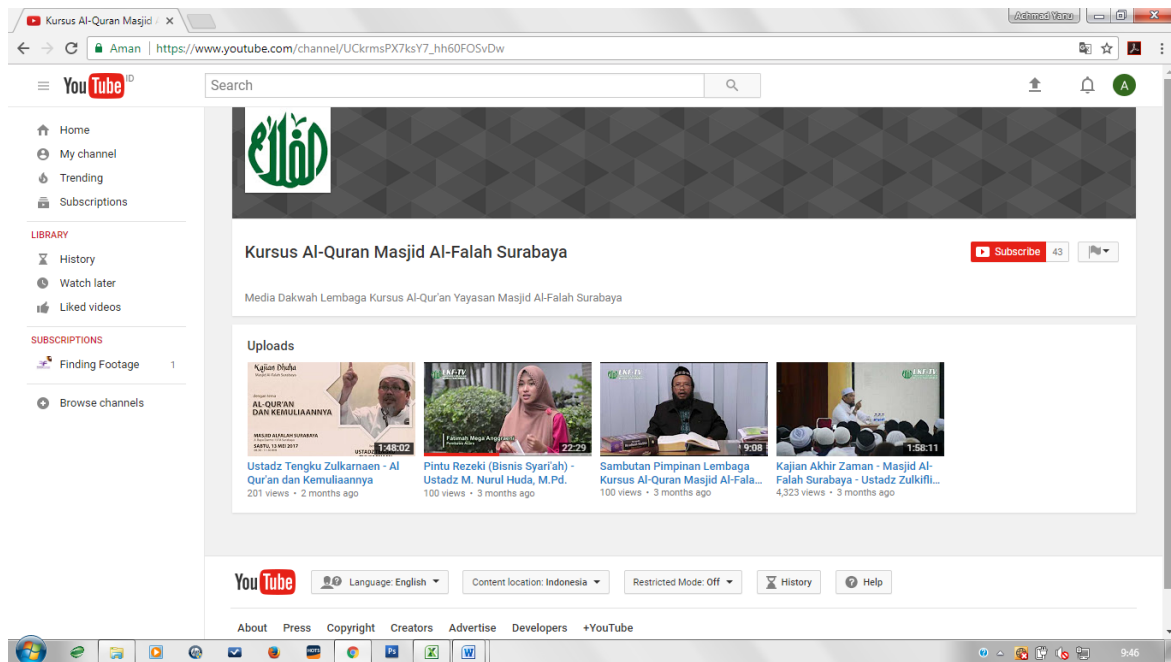 Kursus Al-Quran Masjid A
Achmad Yanu
Aman
https://www.youtube.com/channel/UCkrmsPX7ksY7_hh60FOSvDw
YouTube ID
Search
A
Home
My channel
Trending
Subscriptions
LIBRARY
History
Watch later
Liked videos
SUBSCRIPTIONS
Finding Footage 1
Browse channels
Kursus Al-Quran Masjid Al-Falah Surabaya
Subscribe 43
Media Dakwah Lembaga Kursus Al-Qur'an Yayasan Masjid Al-Falah Surabaya
Uploads
Kajian Dhuha
AL-QUR'AN
DAN KEMULIAANNYA
MASJID ALFALAH SURABAYA
SABTU, 13 MEI 2017
1:48:02
Ustadz Tengku Zulkarnaen - Al
Qur'an dan Kemuliaannya
201 views • 2 months ago
LKF-TV
Fatimah Mega Anggraini
22:29
Pintu Rezeki (Bisnis Syari'ah) -
Ustadz M. Nurul Huda, M.Pd.
100 views • 3 months ago
LKF-TV
9:08
Sambutan Pimpinan Lembaga
Kursus Al-Quran Masjid Al-Fala...
100 views • 3 months ago
LKF-TV
1:58:11
Kajian Akhir Zaman - Masjid Al-
Falah Surabaya - Ustadz Zulkifli...
4,323 views • 3 months ago
YouTube
Language: English
Content location: Indonesia
Restricted Mode: Off
History
Help
About Press Copyright Creators Advertise Developers +YouTube
9:46